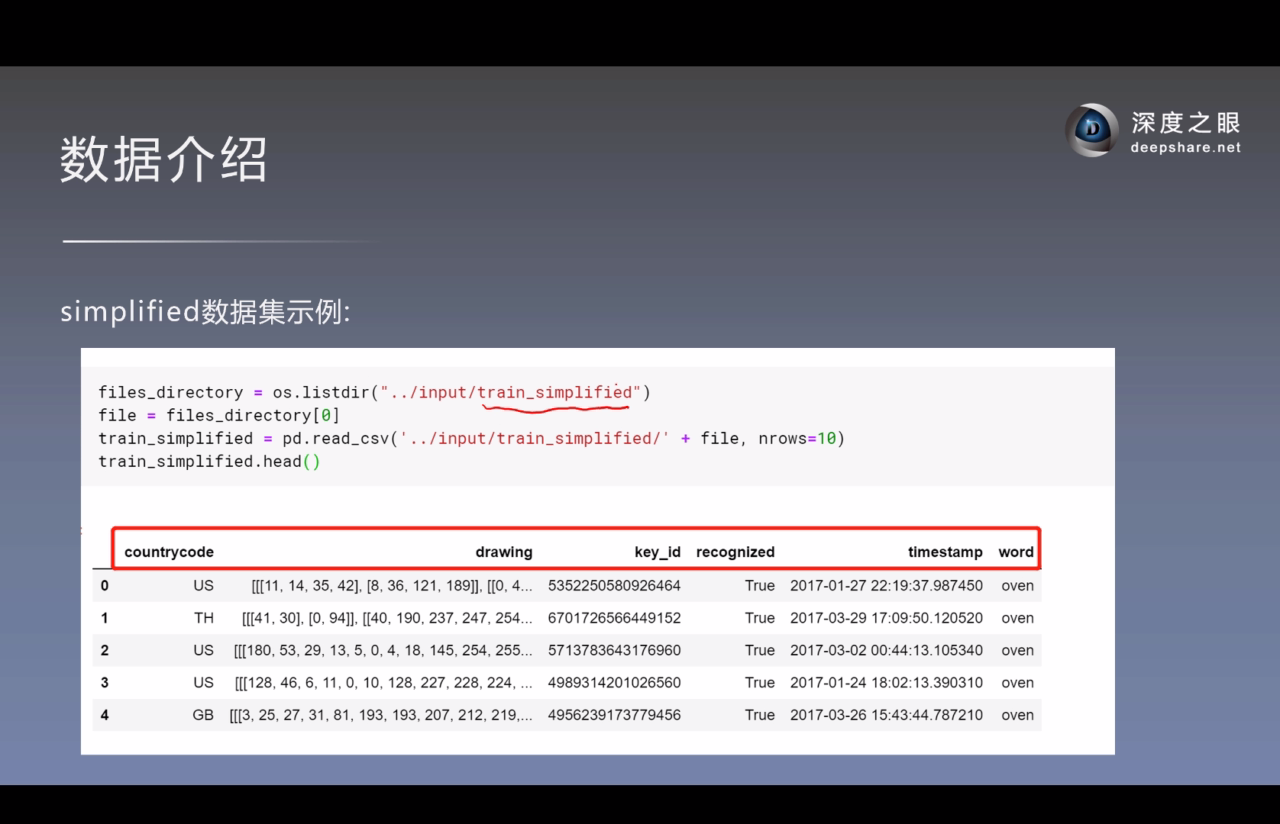 深度之眼
deepshare.net
数据介绍
simplified数据集示例:
files_directory = os.listdir("../input/train_simplified")
file = files_directory[0]
train_simplified = pd.read_csv('../input/train_simplified/' + file, nrows=10)
train_simplified.head()
countrycode drawing key_id recognized timestamp word
0 US [[[11, 14, 35, 42], [8, 36, 121, 189]], [[0, 4... 5352250580926464 True 2017-01-27 22:19:37.987450 oven
1 TH [[[41, 30], [0, 94]], [[40, 190, 237, 247, 254... 6701726566449152 True 2017-03-29 17:09:50.120520 oven
2 US [[[180, 53, 29, 13, 5, 0, 4, 18, 145, 254, 255... 5713783643176960 True 2017-03-02 00:44:13.105340 oven
3 US [[[128, 46, 6, 11, 0, 10, 128, 227, 228, 224, ... 4989314201026560 True 2017-01-24 18:02:13.390310 oven
4 GB [[[3, 25, 27, 31, 81, 193, 193, 207, 212, 219,... 4956239173779456 True 2017-03-26 15:43:44.787210 oven